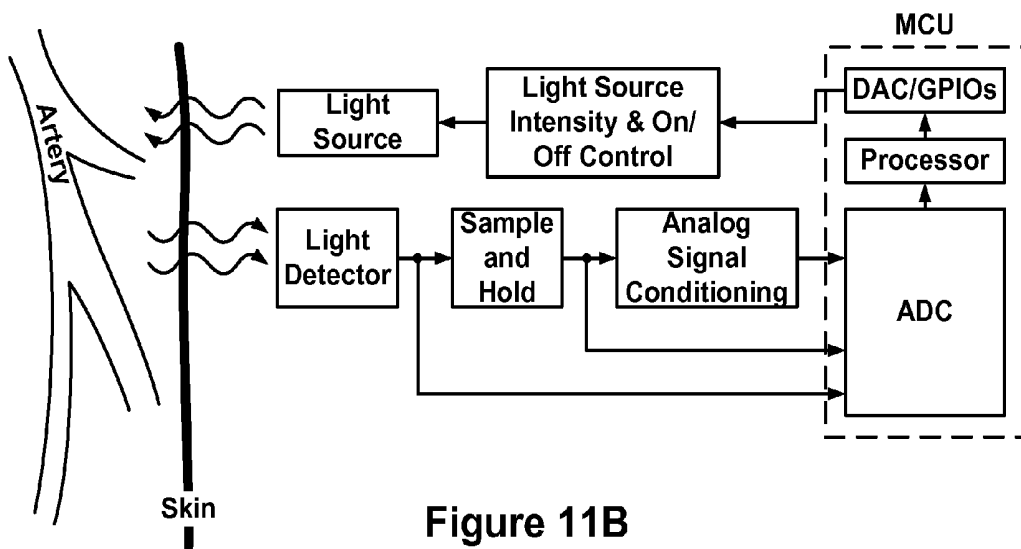 MCU
Artery
Light
Source
Light Source
Intensity & On/
Off Control
DAC/GPIOs
Processor
Light
Detector
Sample
and
Hold
Analog
Signal
Conditioning
ADC
Skin
Figure 11B